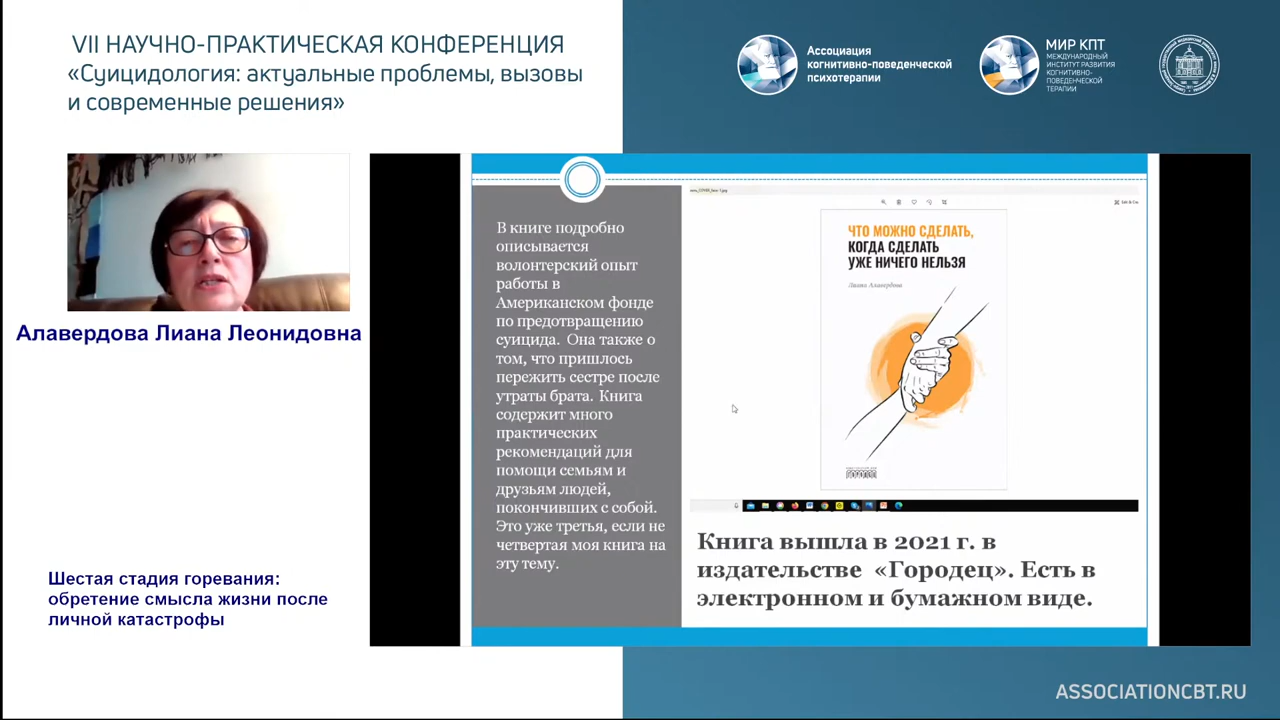 VII НАУЧНО-ПРАКТИЧЕСКАЯ КОНФЕРЕНЦИЯ
«Суицидология: актуальные проблемы, вызовы
и современные решения»
Ассоциация
когнитивно-поведенческой
психотерапии
МИР КПТ
МЕЖДУНАРОДНЫЙ
ИНСТИТУТ РАЗВИТИЯ
КОГНИТИВНО-
ПОВЕДЕНЧЕСКОЙ
ТЕРАПИИ
Алавердова Лиана Леонидовна
Шестая стадия горевания:
обретение смысла жизни после
личной катастрофы
В книге подробно
описывается
волонтерский опыт
работы в
Американском фонде
по предотвращению
суицида. Она также о
том, что пришлось
пережить сестре после
утраты брата. Книга
содержит много
практических
рекомендаций для
помощи семьям и
друзьям людей,
покончивших с собой.
Это уже третья, если не
четвертая моя книга на
эту тему.
ЧТО МОЖНО СДЕЛАТЬ,
КОГДА СДЕЛАТЬ
УЖЕ НИЧЕГО НЕЛЬЗЯ
Лиана Алавердова
ГОРОДЕЦ
Книга вышла в 2021 г. в
издательстве «Городец». Есть в
электронном и бумажном виде.
ASSOCIATIONCBT.RU